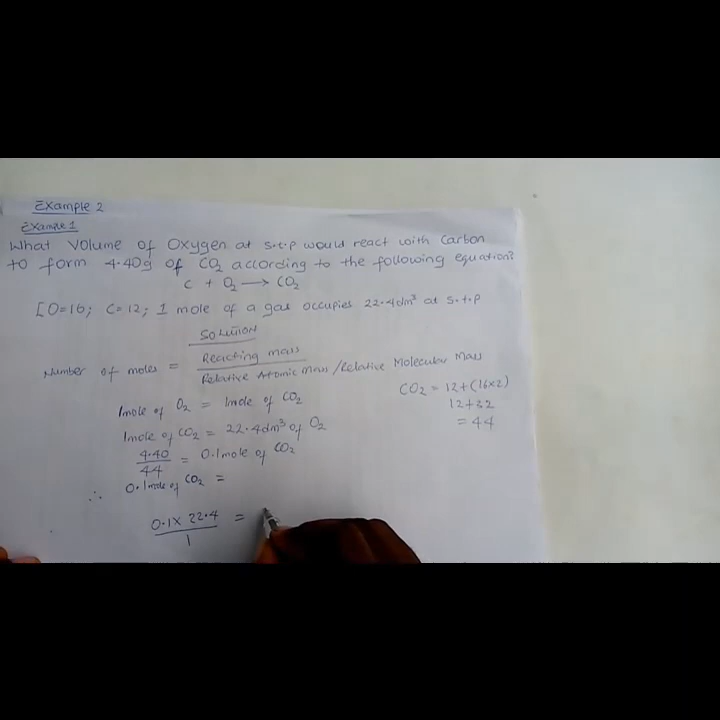 Example 2
Example 1
What Volume of Oxygen at s.t.p would react with Carbon
to form 4.40g of CO₂ according to the following equation?
C + O₂ → CO₂
[O=16; C=12; 1 mole of a gas occupies 22.4dm³ at s.t.p
SOLUTION
Number of moles = Reacting mass
Relative Atomic Mass/Relative Molecular Mass
CO₂ = 12+(16x2)
12+32
= 44
1mole of O₂ = 1mole of CO₂
1mole of CO₂ = 22.4dm³ of O₂
4.40
44 = 0.1mole of CO₂
∴ 0.1mole of CO₂ =
0.1 x 22.4 =
1